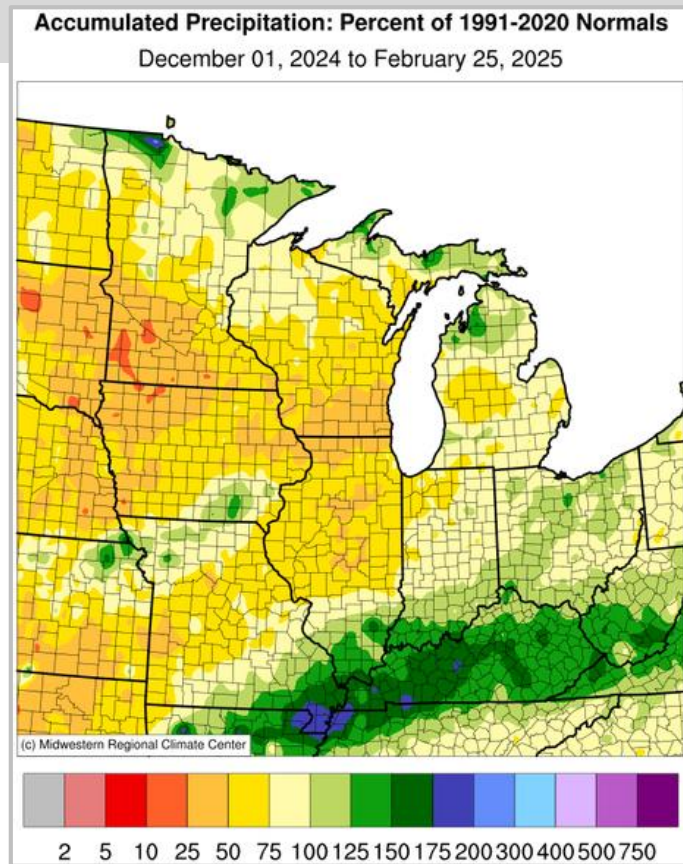 Accumulated Precipitation: Percent of 1991-2020 Normals
December 01, 2024 to February 25, 2025
(c) Midwestern Regional Climate Center
2 5 10 25 50 75 100 125 150 175 200 300 400 500 750